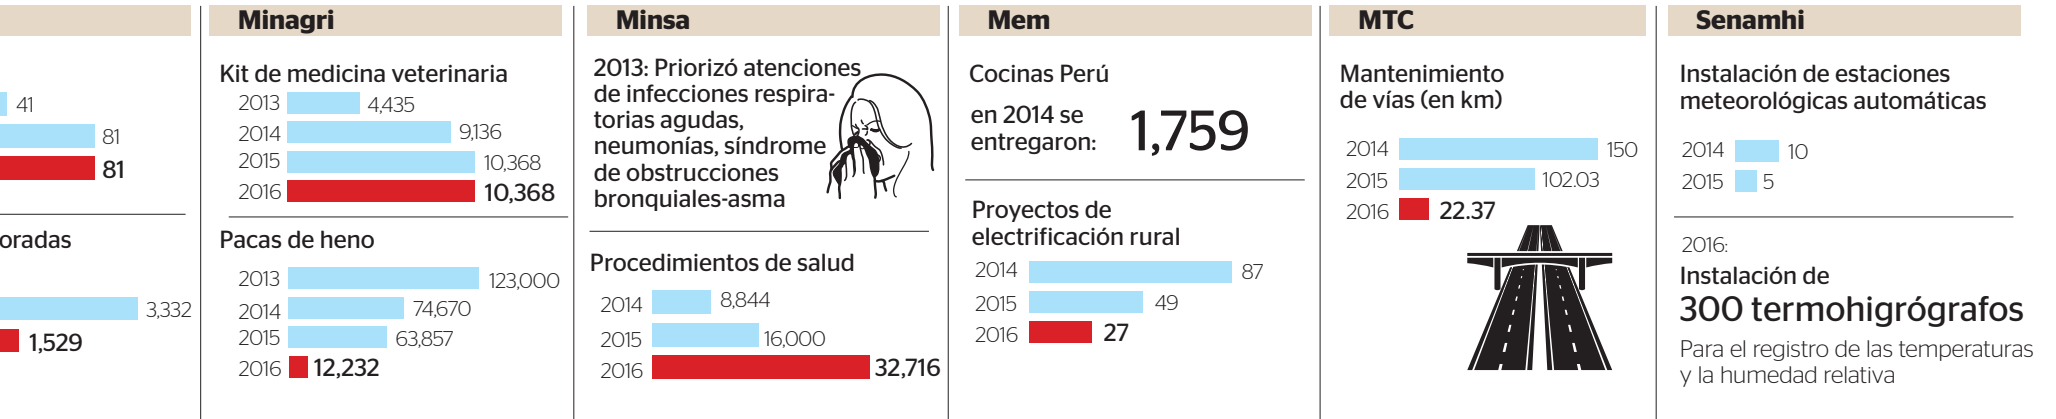 41
81
81
oradas
3,332
1,529
Minagri
Kit de medicina veterinaria
2013 4,435
2014 9,136
2015 10,368
2016 10,368
Pacas de heno
2013 123,000
2014 74,670
2015 63,857
2016 12,232
Minsa
2013: Priorizó atenciones
de infecciones respira-
torias agudas,
neumonías, síndrome
de obstrucciones
bronquiales-asma
Procedimientos de salud
2014 8,844
2015 16,000
2016 32,716
Mem
Cocinas Perú
en 2014 se
entregaron: 1,759
Proyectos de
electrificación rural
2014 87
2015 49
2016 27
MTC
Mantenimiento
de vías (en km)
2014 150
2015 102.03
2016 22.37
Senamhi
Instalación de estaciones
meteorológicas automáticas
2014 10
2015 5
2016:
Instalación de
300 termohigrógrafos
Para el registro de las temperaturas
y la humedad relativa